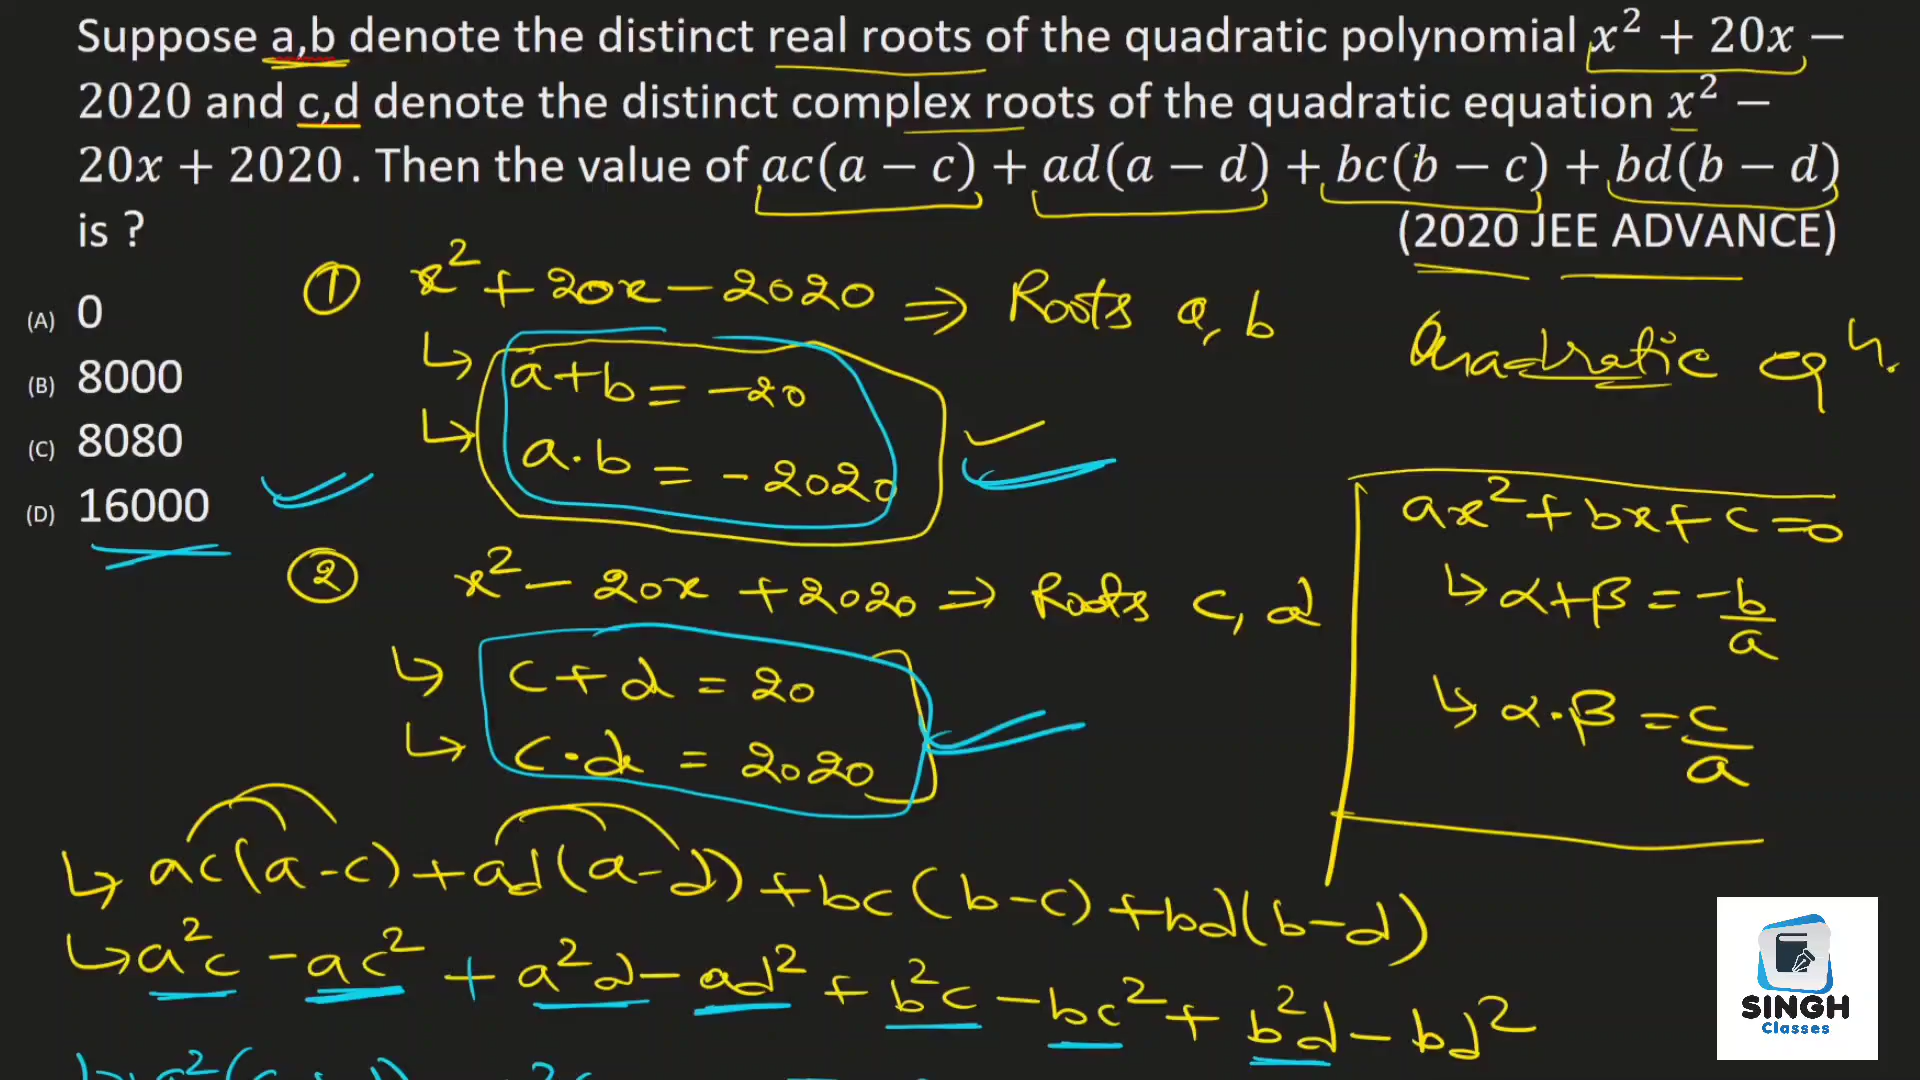 Suppose a,b denote the distinct real roots of the quadratic polynomial x² + 20x −
2020 and c,d denote the distinct complex roots of the quadratic equation x² −
20x + 2020. Then the value of ac(a − c) + ad(a − d) + bc(b − c) + bd(b − d)
is ?
(2020 JEE ADVANCE)
(A) 0
(B) 8000
(C) 8080
(D) 16000
① x² + 20x − 2020 ⇒ Roots a, b
Quadratic eqⁿ.
↳ a+b = −20
↳ a·b = −2020
② x² − 20x + 2020 ⇒ Roots c, d
↳ c+d = 20
↳ c·d = 2020
ax² + bx + c = 0
↳ α+β = −b/a
↳ α·β = c/a
↳ ac(a−c) + ad(a−d) + bc(b−c) + bd(b−d)
↳ a²c − ac² + a²d − ad² + b²c − bc² + b²d − bd²
SINGH
Classes